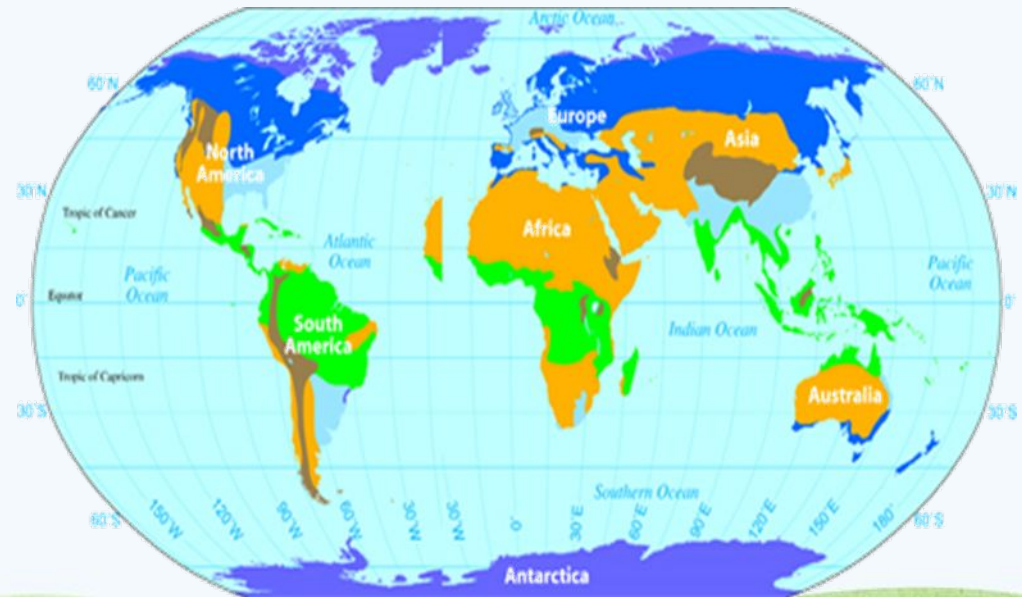 Arctic Ocean
60°N
60°N
Europe
Asia
North
America
30°N
30°N
Tropic of Cancer
Africa
Atlantic
Ocean
Pacific
Ocean
Pacific
Ocean
0°
Equator
0°
South
America
Indian Ocean
Tropic of Capricorn
Australia
30°S
30°S
Southern Ocean
60°S
150°W
120°W
90°W
60°W
30°W
30°W
0°
30°E
60°E
90°E
120°E
150°E
180°
60°S
Antarctica